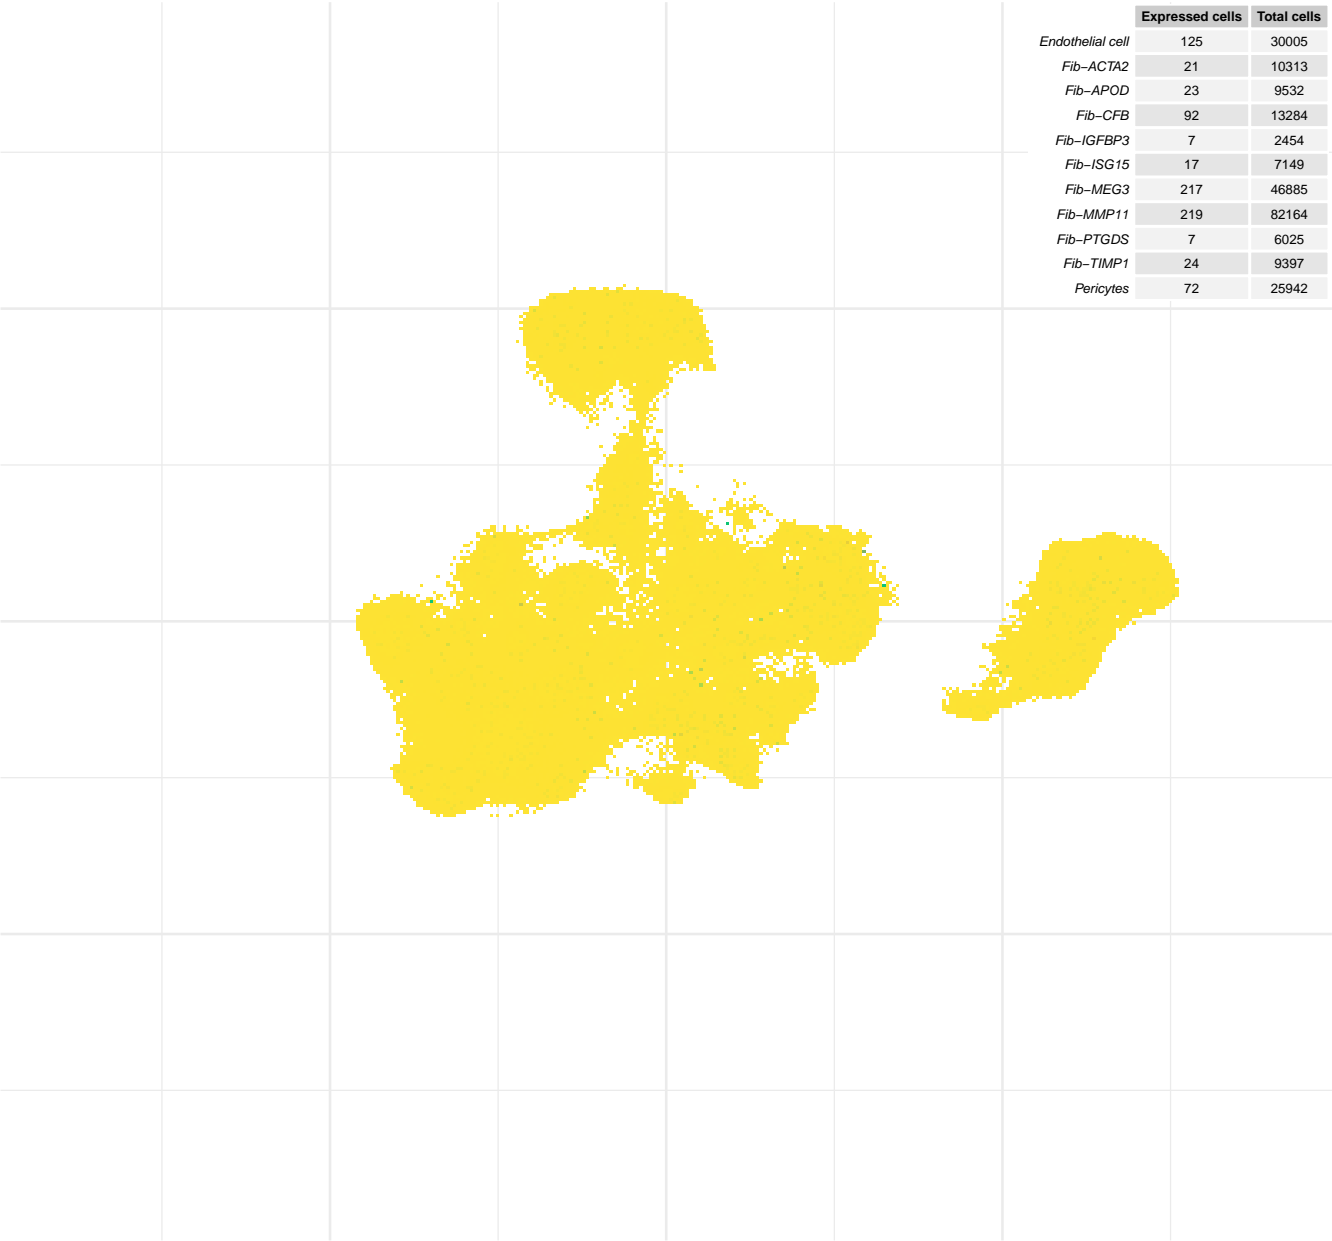 Expressed cells Total cells
Endothelial cell 125 30005
Fib−ACTA2 21 10313
Fib−APOD 23 9532
Fib−CFB 92 13284
Fib−IGFBP3 7 2454
Fib−ISG15 17 7149
Fib−MEG3 217 46885
Fib−MMP11 219 82164
Fib−PTGDS 7 6025
Fib−TIMP1 24 9397
Pericytes 72 25942